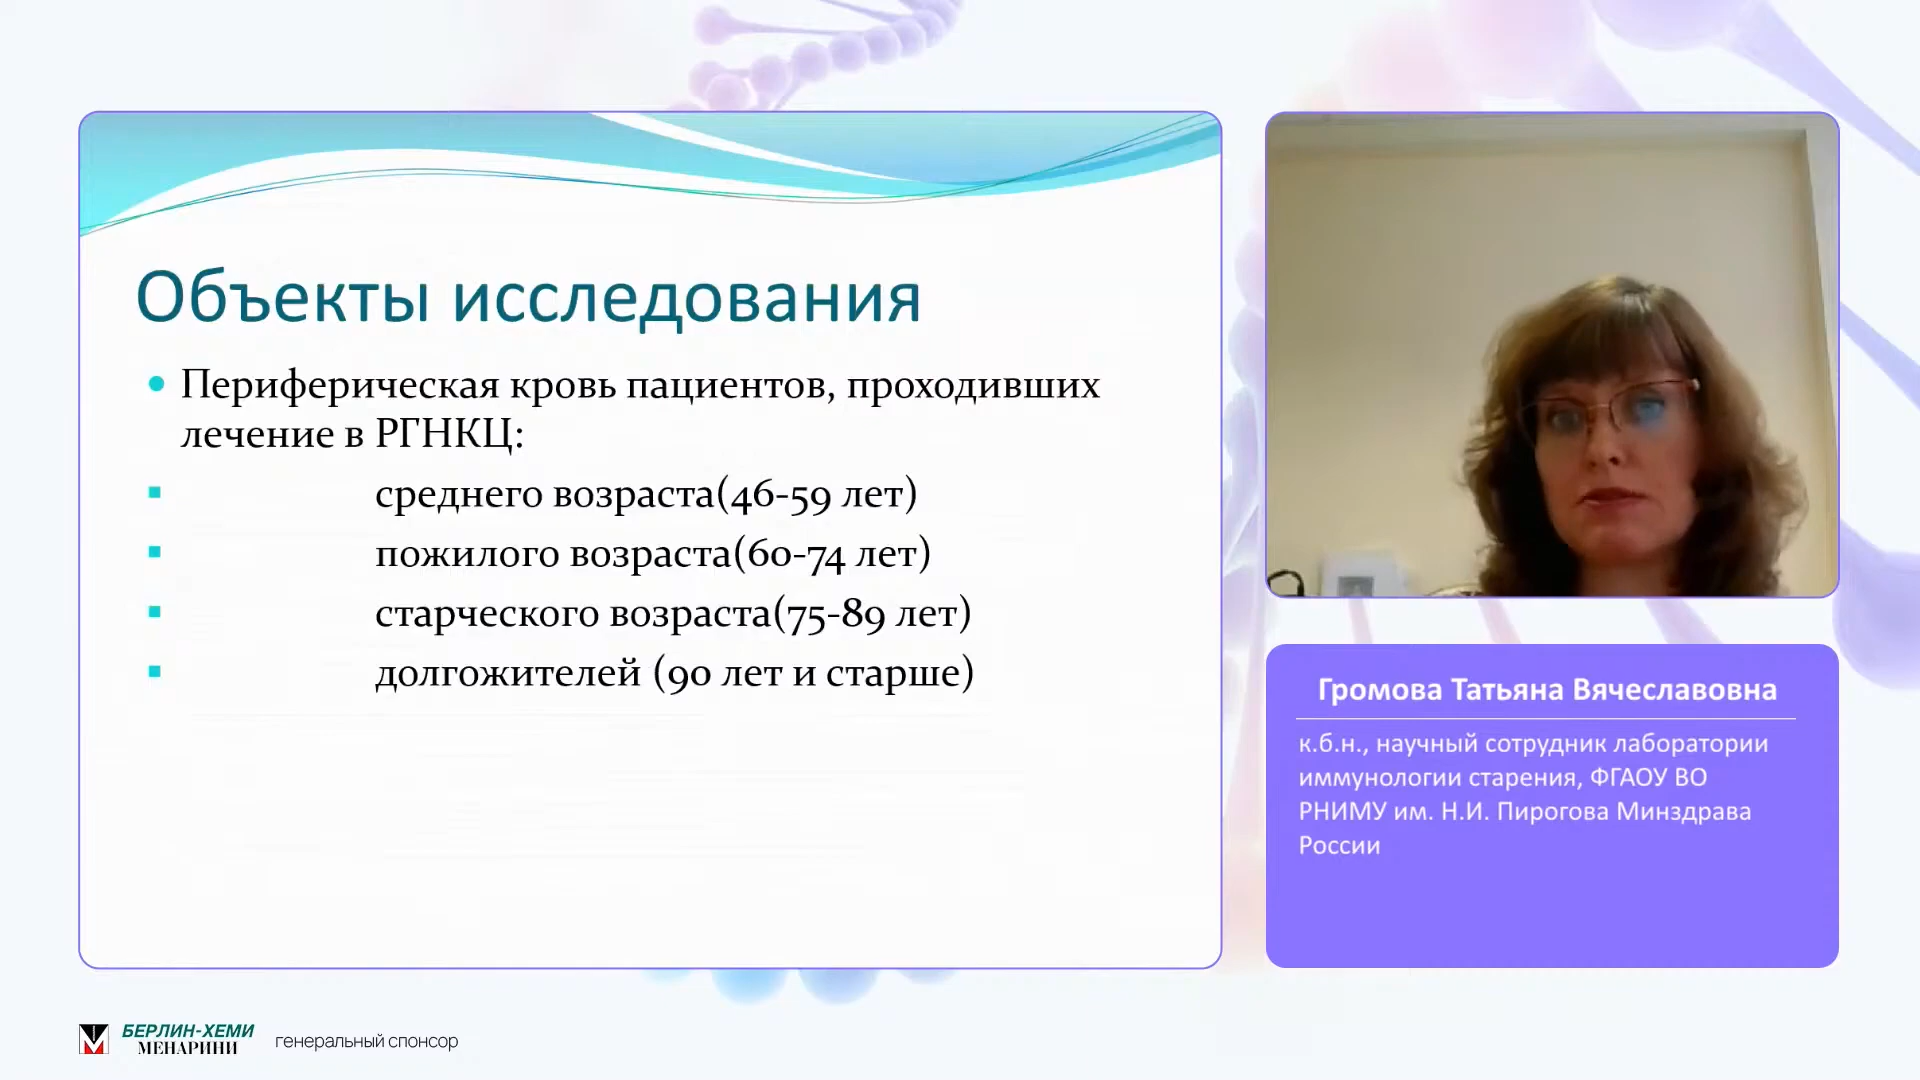 Объекты исследования
• Периферическая кровь пациентов, проходивших
лечение в РГНКЦ:
▪ среднего возраста(46-59 лет)
▪ пожилого возраста(60-74 лет)
▪ старческого возраста(75-89 лет)
▪ долгожителей (90 лет и старше)
Громова Татьяна Вячеславовна
к.б.н., научный сотрудник лаборатории
иммунологии старения, ФГАОУ ВО
РНИМУ им. Н.И. Пирогова Минздрава
России
БЕРЛИН-ХЕМИ
МЕНАРИНИ
генеральный спонсор